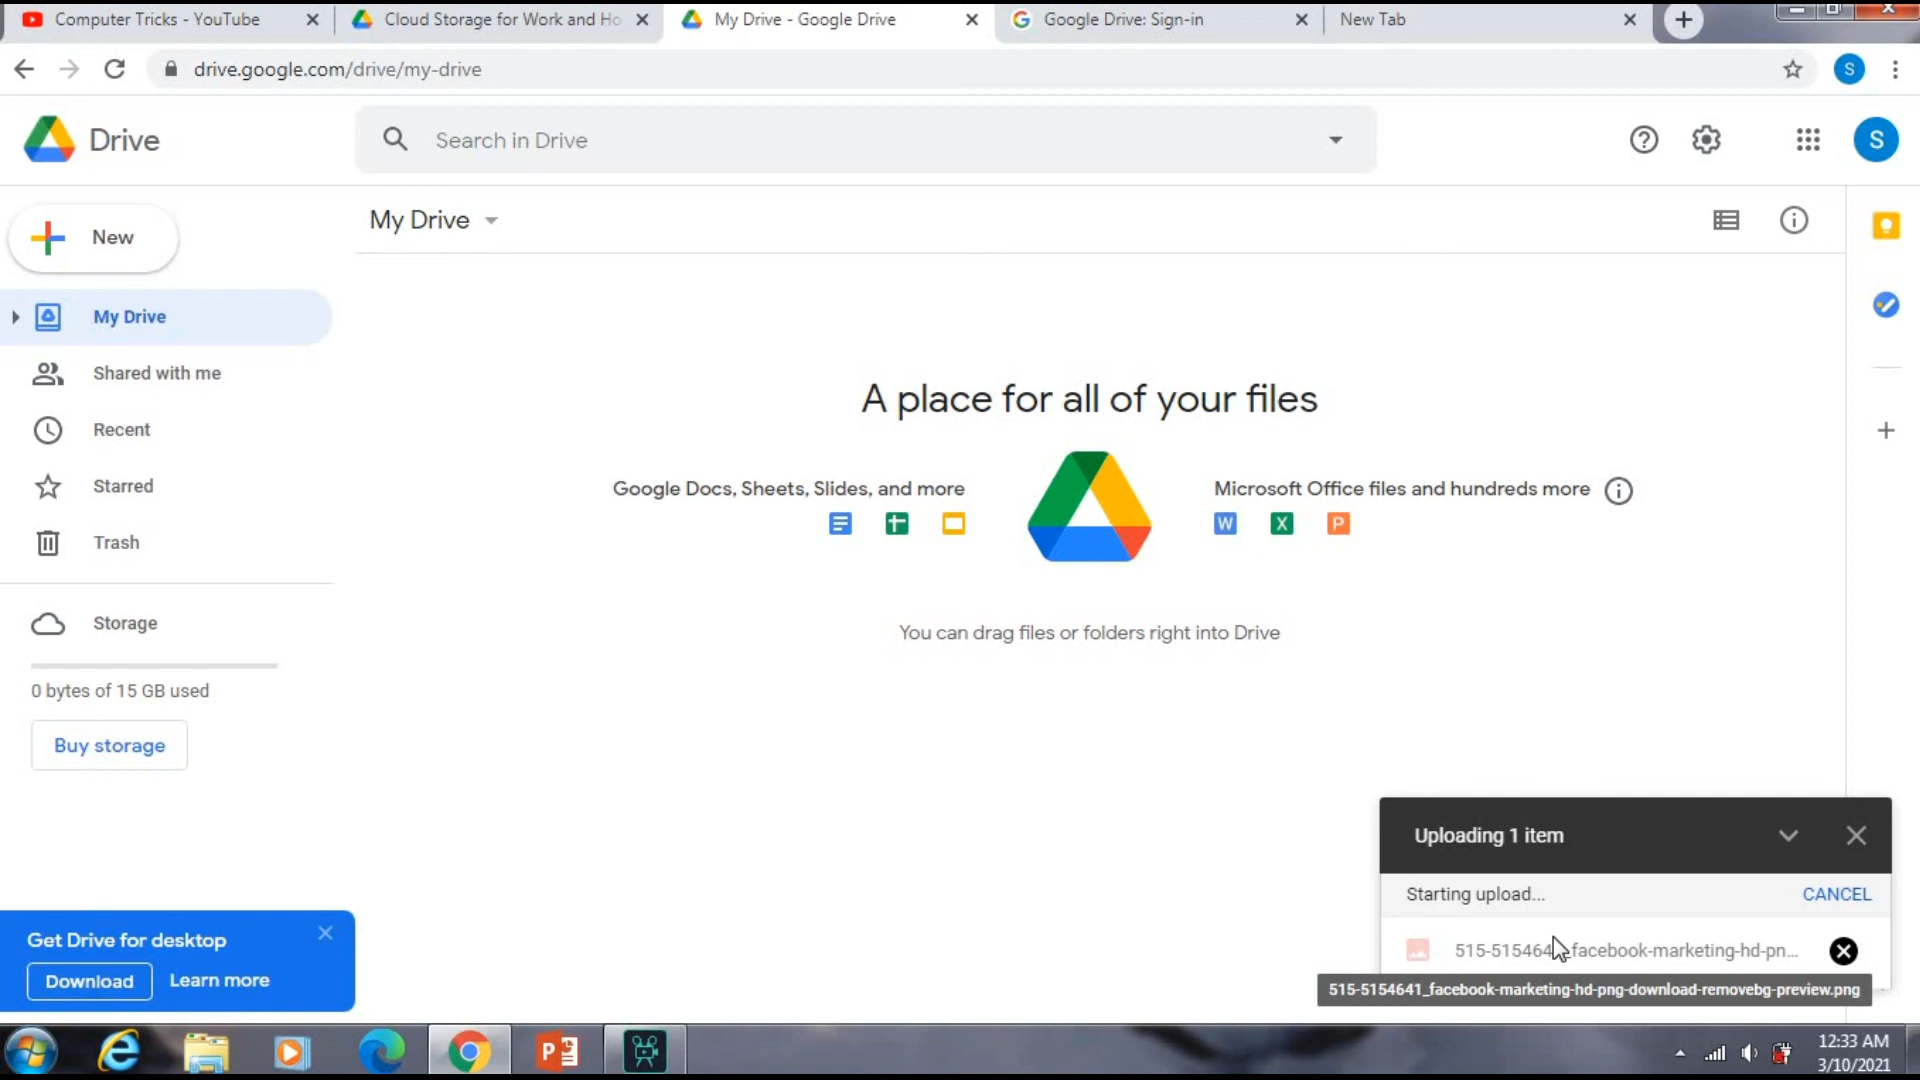 Computer Tricks - YouTube
Cloud Storage for Work and Ho
My Drive - Google Drive
Google Drive: Sign-in
New Tab
drive.google.com/drive/my-drive
S
Drive
Search in Drive
S
New
My Drive
My Drive
Shared with me
Recent
Starred
Trash
Storage
0 bytes of 15 GB used
Buy storage
A place for all of your files
Google Docs, Sheets, Slides, and more
Microsoft Office files and hundreds more
W X P
You can drag files or folders right into Drive
Uploading 1 item
Starting upload...
CANCEL
515-515464 _facebook-marketing-hd-pn...
515-5154641_facebook-marketing-hd-png-download-removebg-preview.png
Get Drive for desktop
Download
Learn more
P
12:33 AM
3/10/2021